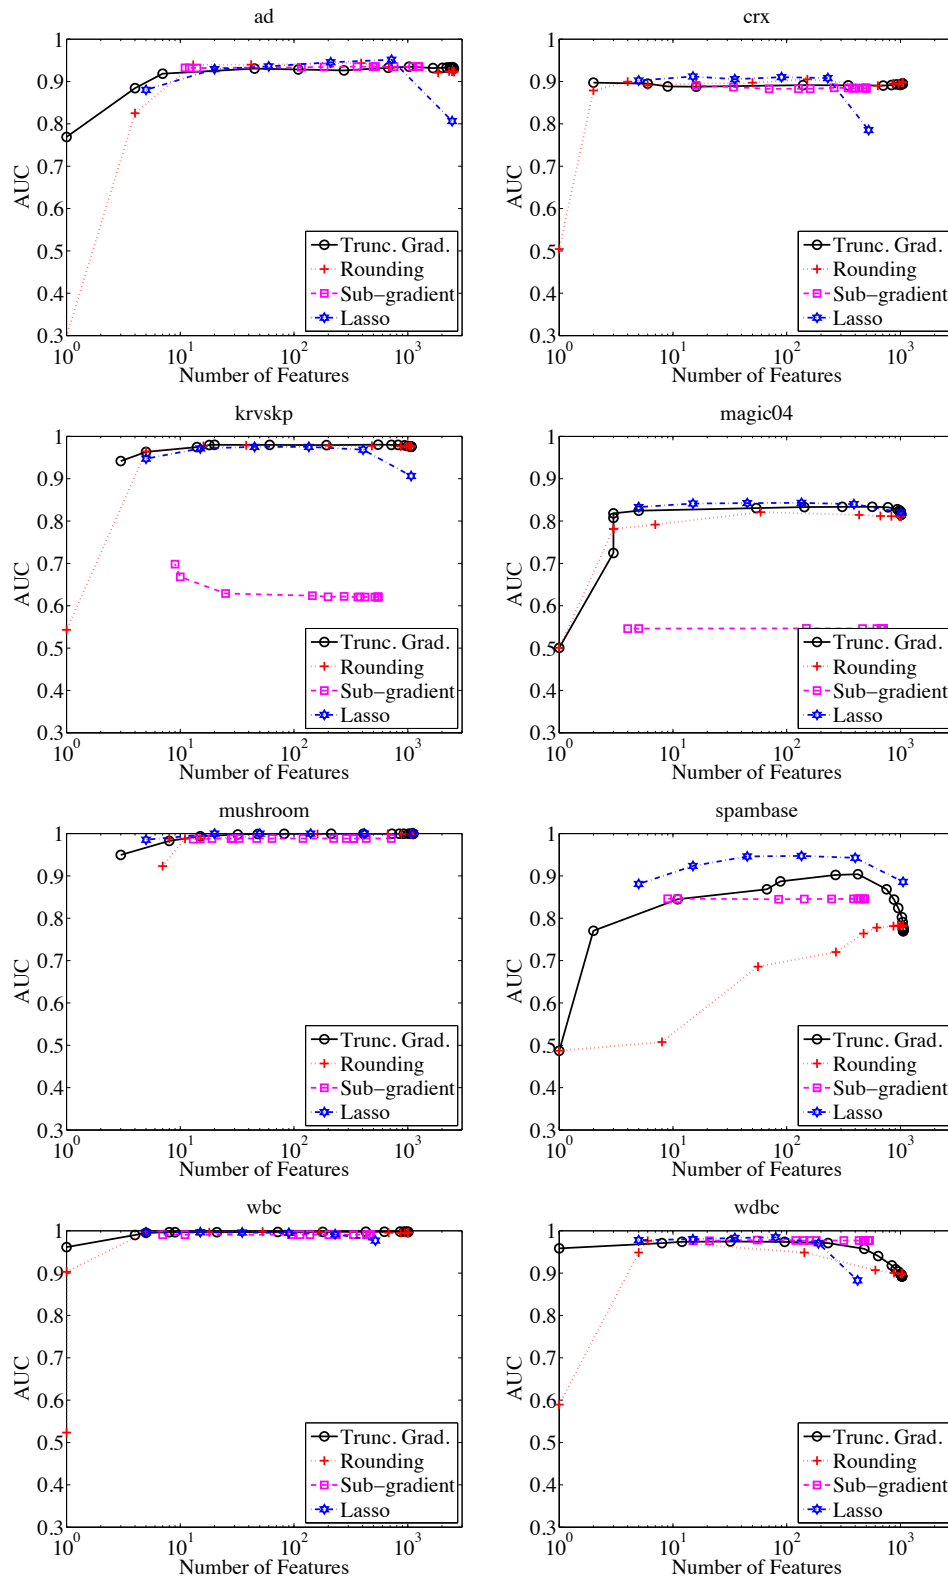 ad
1
0.9
0.8
0.7
0.6
0.5
0.4
0.3
AUC
Trunc. Grad.
Rounding
Sub−gradient
Lasso
10^0 10^1 10^2 10^3
Number of Features
crx
1
0.9
0.8
0.7
0.6
0.5
0.4
0.3
AUC
Trunc. Grad.
Rounding
Sub−gradient
Lasso
10^0 10^1 10^2 10^3
Number of Features
krvskp
1
0.9
0.8
0.7
0.6
0.5
0.4
0.3
AUC
Trunc. Grad.
Rounding
Sub−gradient
Lasso
10^0 10^1 10^2 10^3
Number of Features
magic04
1
0.9
0.8
0.7
0.6
0.5
0.4
0.3
AUC
Trunc. Grad.
Rounding
Sub−gradient
Lasso
10^0 10^1 10^2 10^3
Number of Features
mushroom
1
0.9
0.8
0.7
0.6
0.5
0.4
0.3
AUC
Trunc. Grad.
Rounding
Sub−gradient
Lasso
10^0 10^1 10^2 10^3
Number of Features
spambase
1
0.9
0.8
0.7
0.6
0.5
0.4
0.3
AUC
Trunc. Grad.
Rounding
Sub−gradient
Lasso
10^0 10^1 10^2 10^3
Number of Features
wbc
1
0.9
0.8
0.7
0.6
0.5
0.4
0.3
AUC
Trunc. Grad.
Rounding
Sub−gradient
Lasso
10^0 10^1 10^2 10^3
Number of Features
wdbc
1
0.9
0.8
0.7
0.6
0.5
0.4
0.3
AUC
Trunc. Grad.
Rounding
Sub−gradient
Lasso
10^0 10^1 10^2 10^3
Number of Features